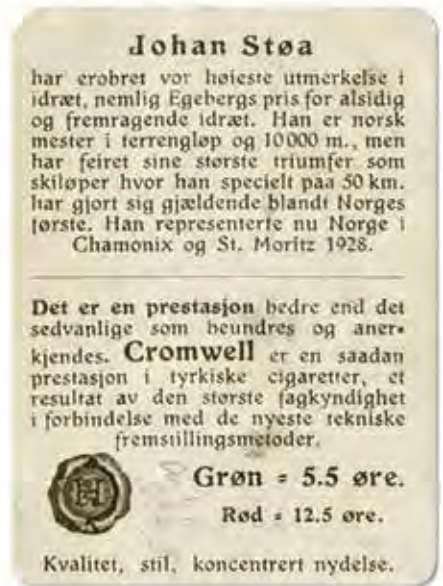 Johan Støa
har erobret vor høieste utmerkelse i
idræt, nemlig Egebergs pris for alsidig
og fremragende idræt. Han er norsk
mester i terrengløp og 10000 m., men
har feiret sine største triumfer som
skiløper hvor han specielt paa 50 km.
har gjort sig gjældende blandt Norges
første. Han representerte nu Norge i
Chamonix og St. Moritz 1928.
Det er en prestasjon bedre end det
sedvanlige som beundres og aner-
kjendes. Cromwell er en saadan
prestasjon i tyrkiske cigaretter, et
resultat av den største fagkyndighet
i forbindelse med de nyeste tekniske
fremstillingsmetoder.
H
Grøn = 5.5 øre.
Rød = 12.5 øre.
Kvalitet, stil, koncentrert nydelse.